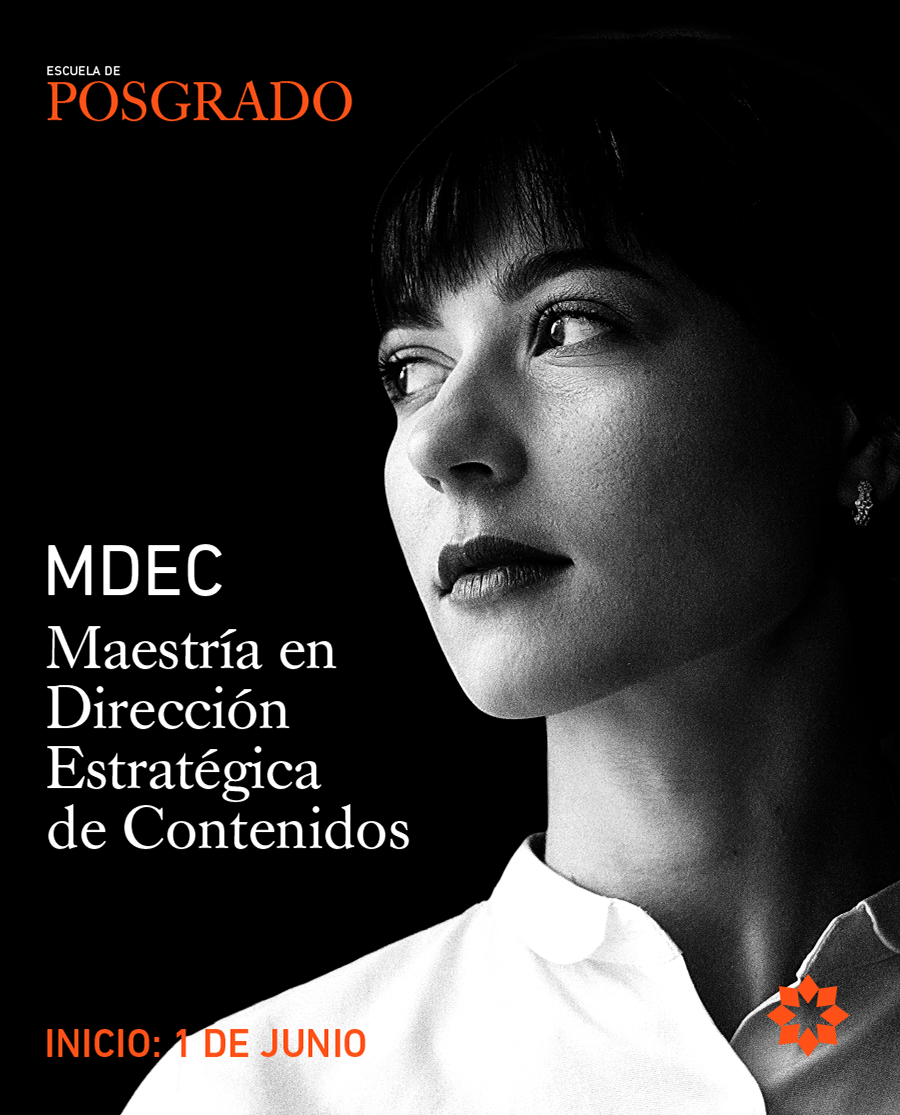 ESCUELA DE
POSGRADO
MDEC
Maestría en
Dirección
Estratégica
de Contenidos
INICIO: 1 DE JUNIO